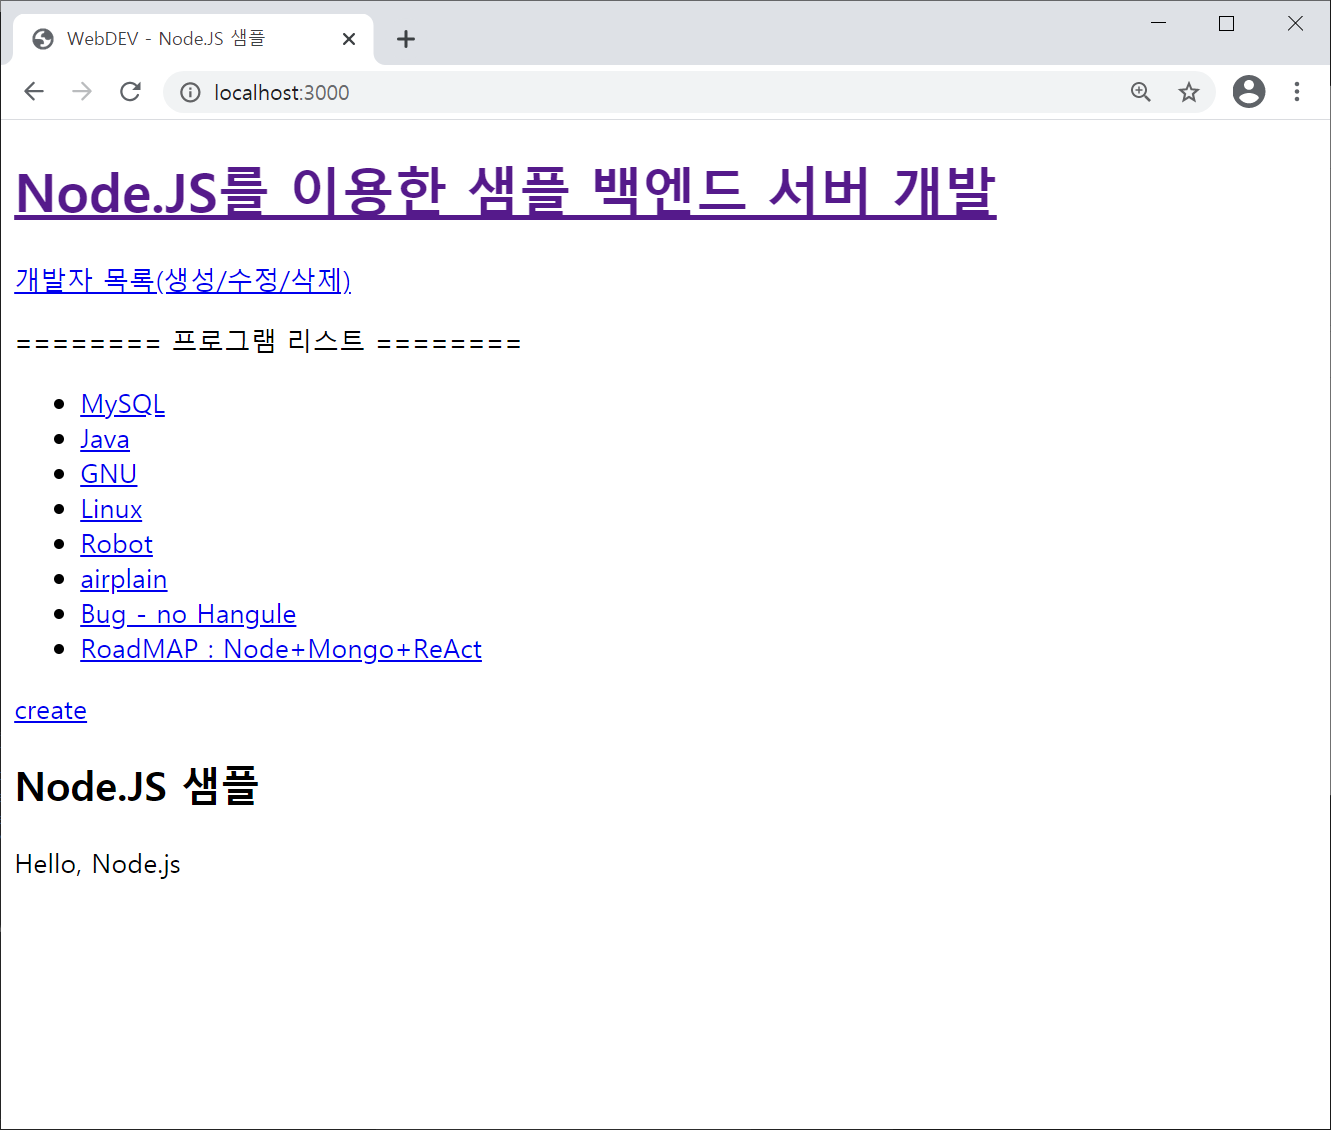 WebDEV - Node.JS 샘플
localhost:3000
Node.JS를 이용한 샘플 백엔드 서버 개발
개발자 목록(생성/수정/삭제)
======== 프로그램 리스트 ========
MySQL
Java
GNU
Linux
Robot
airplain
Bug - no Hangule
RoadMAP : Node+Mongo+ReAct
create
Node.JS 샘플
Hello, Node.js